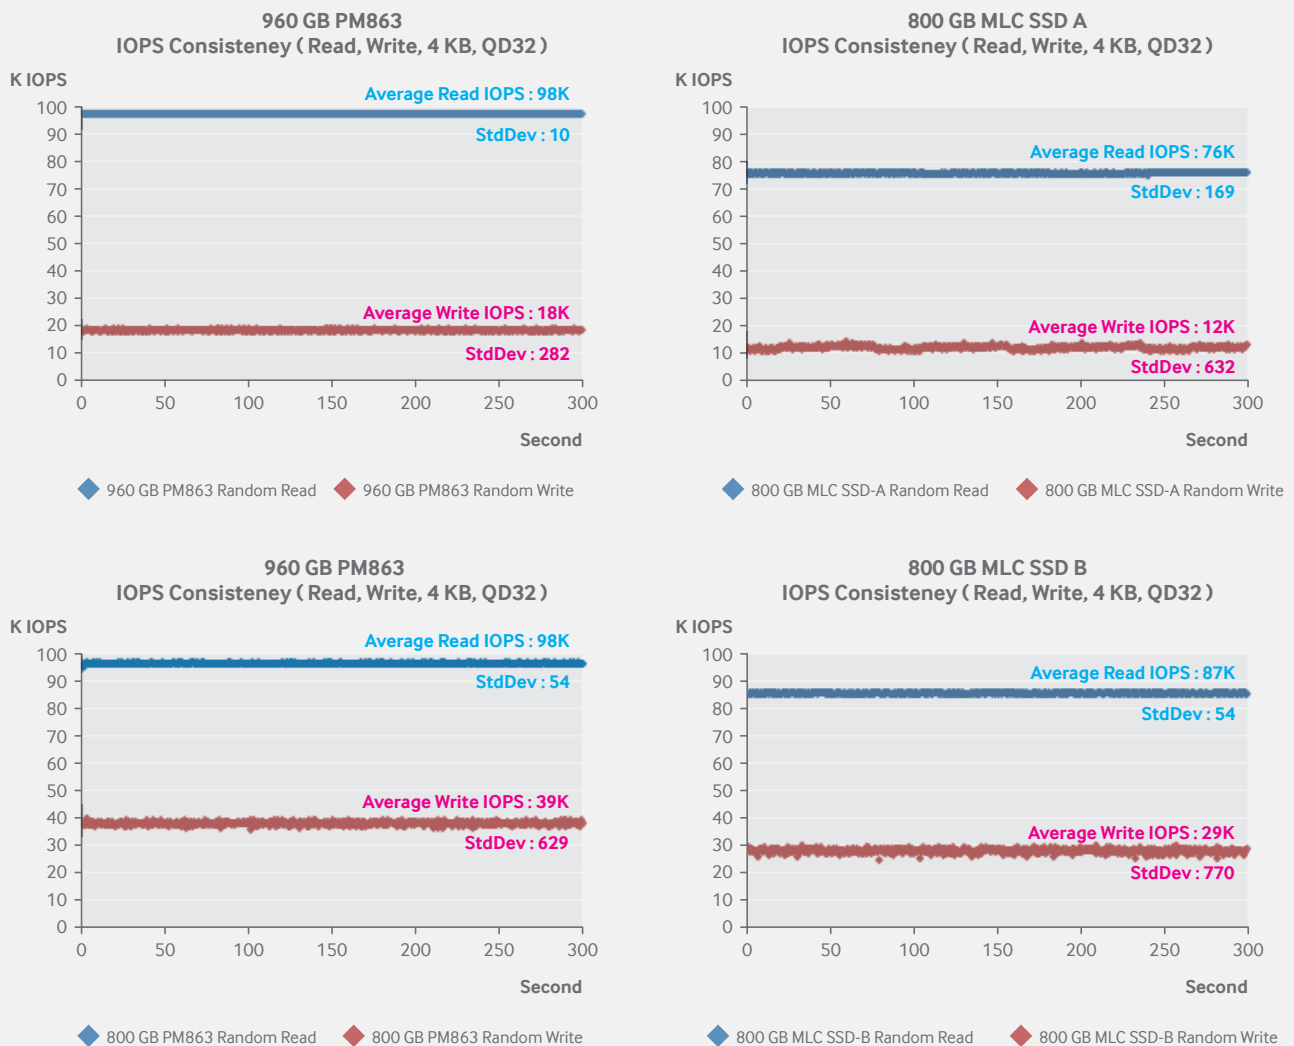 960 GB PM863
IOPS Consisteney ( Read, Write, 4 KB, QD32 )
K IOPS
Average Read IOPS : 98K
StdDev : 10
Average Write IOPS : 18K
StdDev : 282
100
90
80
70
60
50
40
30
20
10
0
0 50 100 150 200 250 300
Second
960 GB PM863 Random Read 960 GB PM863 Random Write
800 GB MLC SSD A
IOPS Consisteney ( Read, Write, 4 KB, QD32 )
K IOPS
Average Read IOPS : 76K
StdDev : 169
Average Write IOPS : 12K
StdDev : 632
100
90
80
70
60
50
40
30
20
10
0
0 50 100 150 200 250 300
Second
800 GB MLC SSD-A Random Read 800 GB MLC SSD-A Random Write
960 GB PM863
IOPS Consisteney ( Read, Write, 4 KB, QD32 )
K IOPS
Average Read IOPS : 98K
StdDev : 54
Average Write IOPS : 39K
StdDev : 629
100
90
80
70
60
50
40
30
20
10
0
0 50 100 150 200 250 300
Second
800 GB PM863 Random Read 800 GB PM863 Random Write
800 GB MLC SSD B
IOPS Consisteney ( Read, Write, 4 KB, QD32 )
K IOPS
Average Read IOPS : 87K
StdDev : 54
Average Write IOPS : 29K
StdDev : 770
100
90
80
70
60
50
40
30
20
10
0
0 50 100 150 200 250 300
Second
800 GB MLC SSD-B Random Read 800 GB MLC SSD-B Random Write